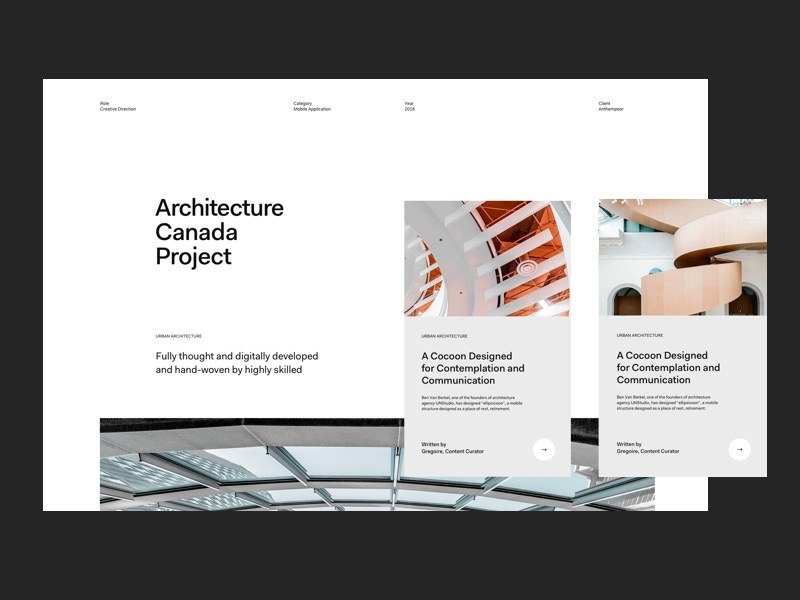 Role
Creative Direction
Category
Mobile Application
Year
2018
Client
Anthempoor
Architecture
Canada
Project
URBAN ARCHITECTURE
Fully thought and digitally developed
and hand-woven by highly skilled
URBAN ARCHITECTURE
A Cocoon Designed
for Contemplation and
Communication
Ben Van Berkel, one of the founders of architecture
agency UNStudio, has designed "ellipsicoon", a mobile
structure designed as a place of rest, retirement.
Written by
Gregoire, Content Curator
URBAN ARCHITECTURE
A Cocoon Designed
for Contemplation and
Communication
Ben Van Berkel, one of the founders of architecture
agency UNStudio, has designed "ellipsicoon", a mobile
structure designed as a place of rest, retirement.
Written by
Gregoire, Content Curator